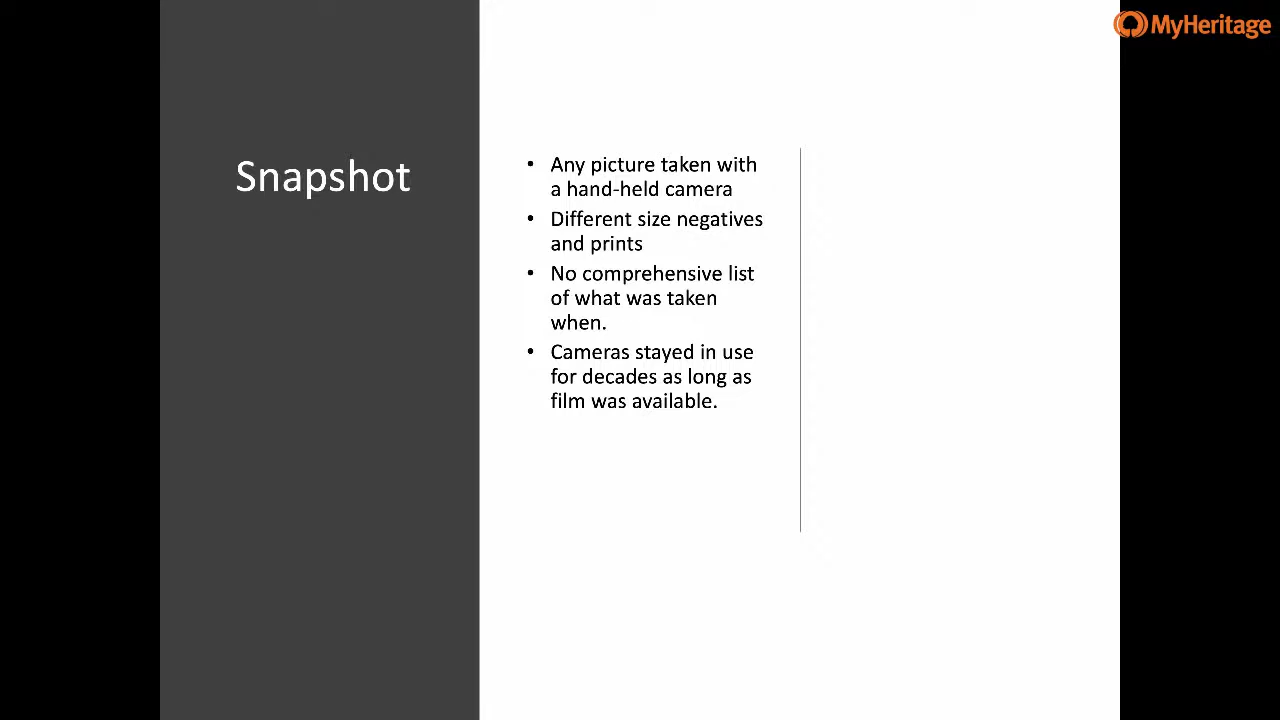 MyHeritage
Snapshot
• Any picture taken with
a hand-held camera
• Different size negatives
and prints
• No comprehensive list
of what was taken
when.
• Cameras stayed in use
for decades as long as
film was available.